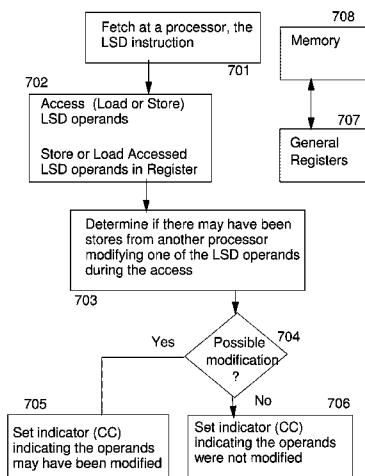 Fetch at a processor, the
LSD instruction
701
708
Memory
702
Access (Load or Store)
LSD operands
Store or Load Accessed
LSD operands in Register
707
General
Registers
Determine if there may have been
stores from another processor
modifying one of the LSD operands
during the access
703
Yes
704
Possible
modification
?
No
705
706
Set indicator (CC)
indicating the operands
may have been modified
Set indicator (CC)
indicating the operands
were not modified